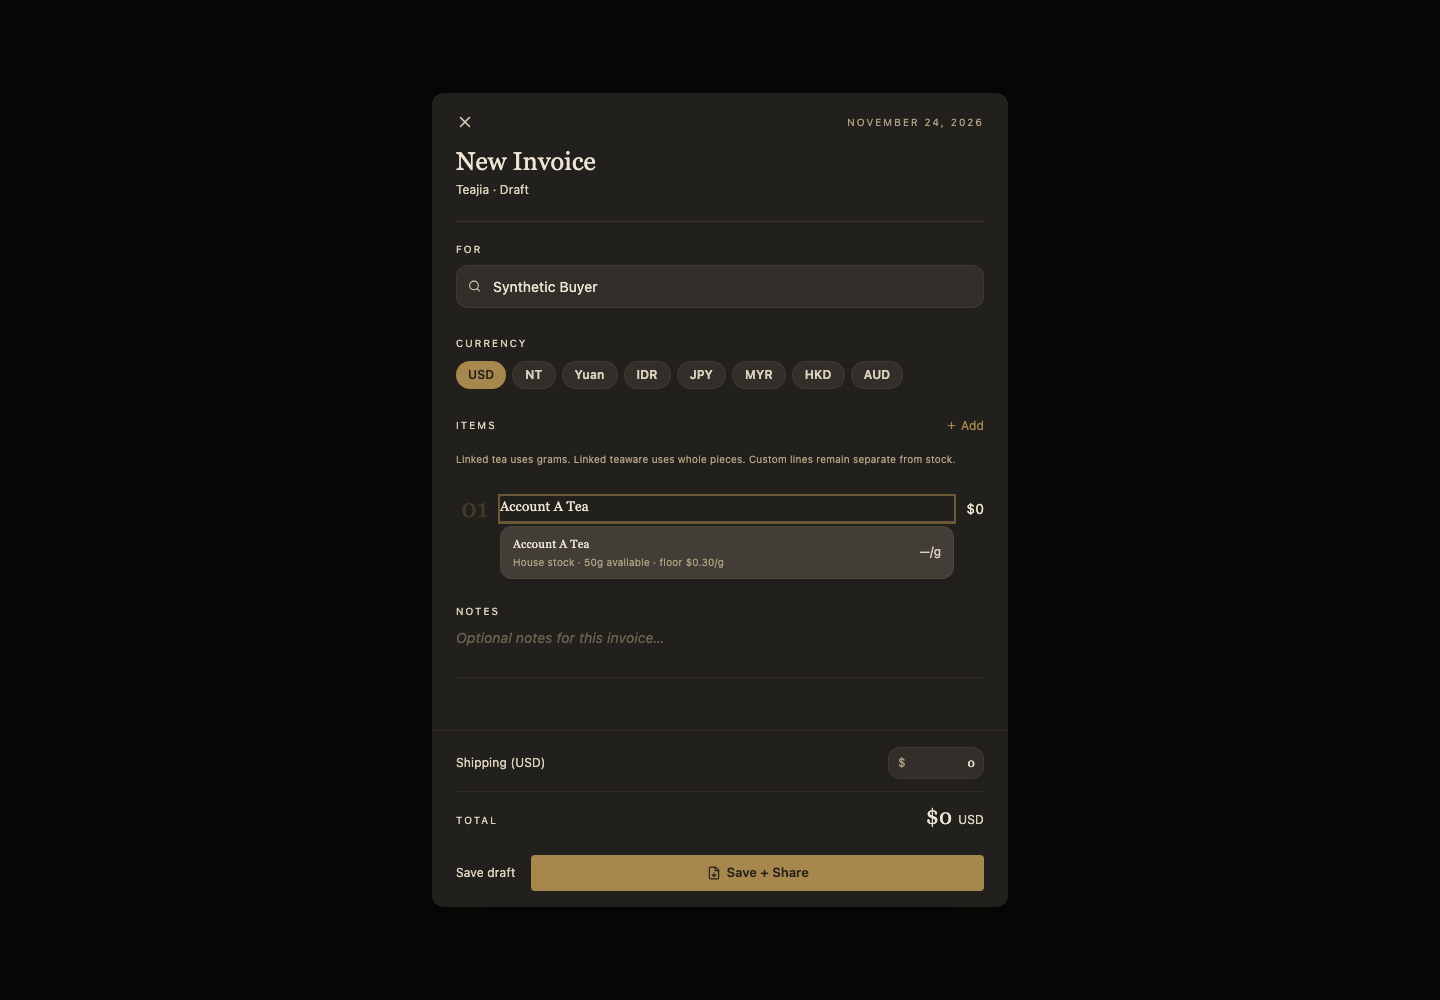 NOVEMBER 24, 2026
New Invoice
Teajia · Draft
FOR
Synthetic Buyer
CURRENCY
USD NT Yuan IDR JPY MYR HKD AUD
ITEMS + Add
Linked tea uses grams. Linked teaware uses whole pieces. Custom lines remain separate from stock.
01 Account A Tea $0
Account A Tea —/g
House stock · 50g available · floor $0.30/g
NOTES
Optional notes for this invoice...
Shipping (USD) $ 0
TOTAL $0 USD
Save draft Save + Share